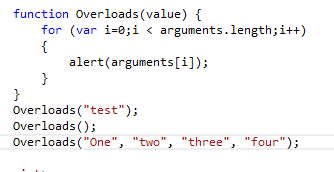 function Overloads(value) {
for (var i=0;i < arguments.length;i++)
{
alert(arguments[i]);
}
}
Overloads("test");
Overloads();
Overloads("One", "two", "three", "four");